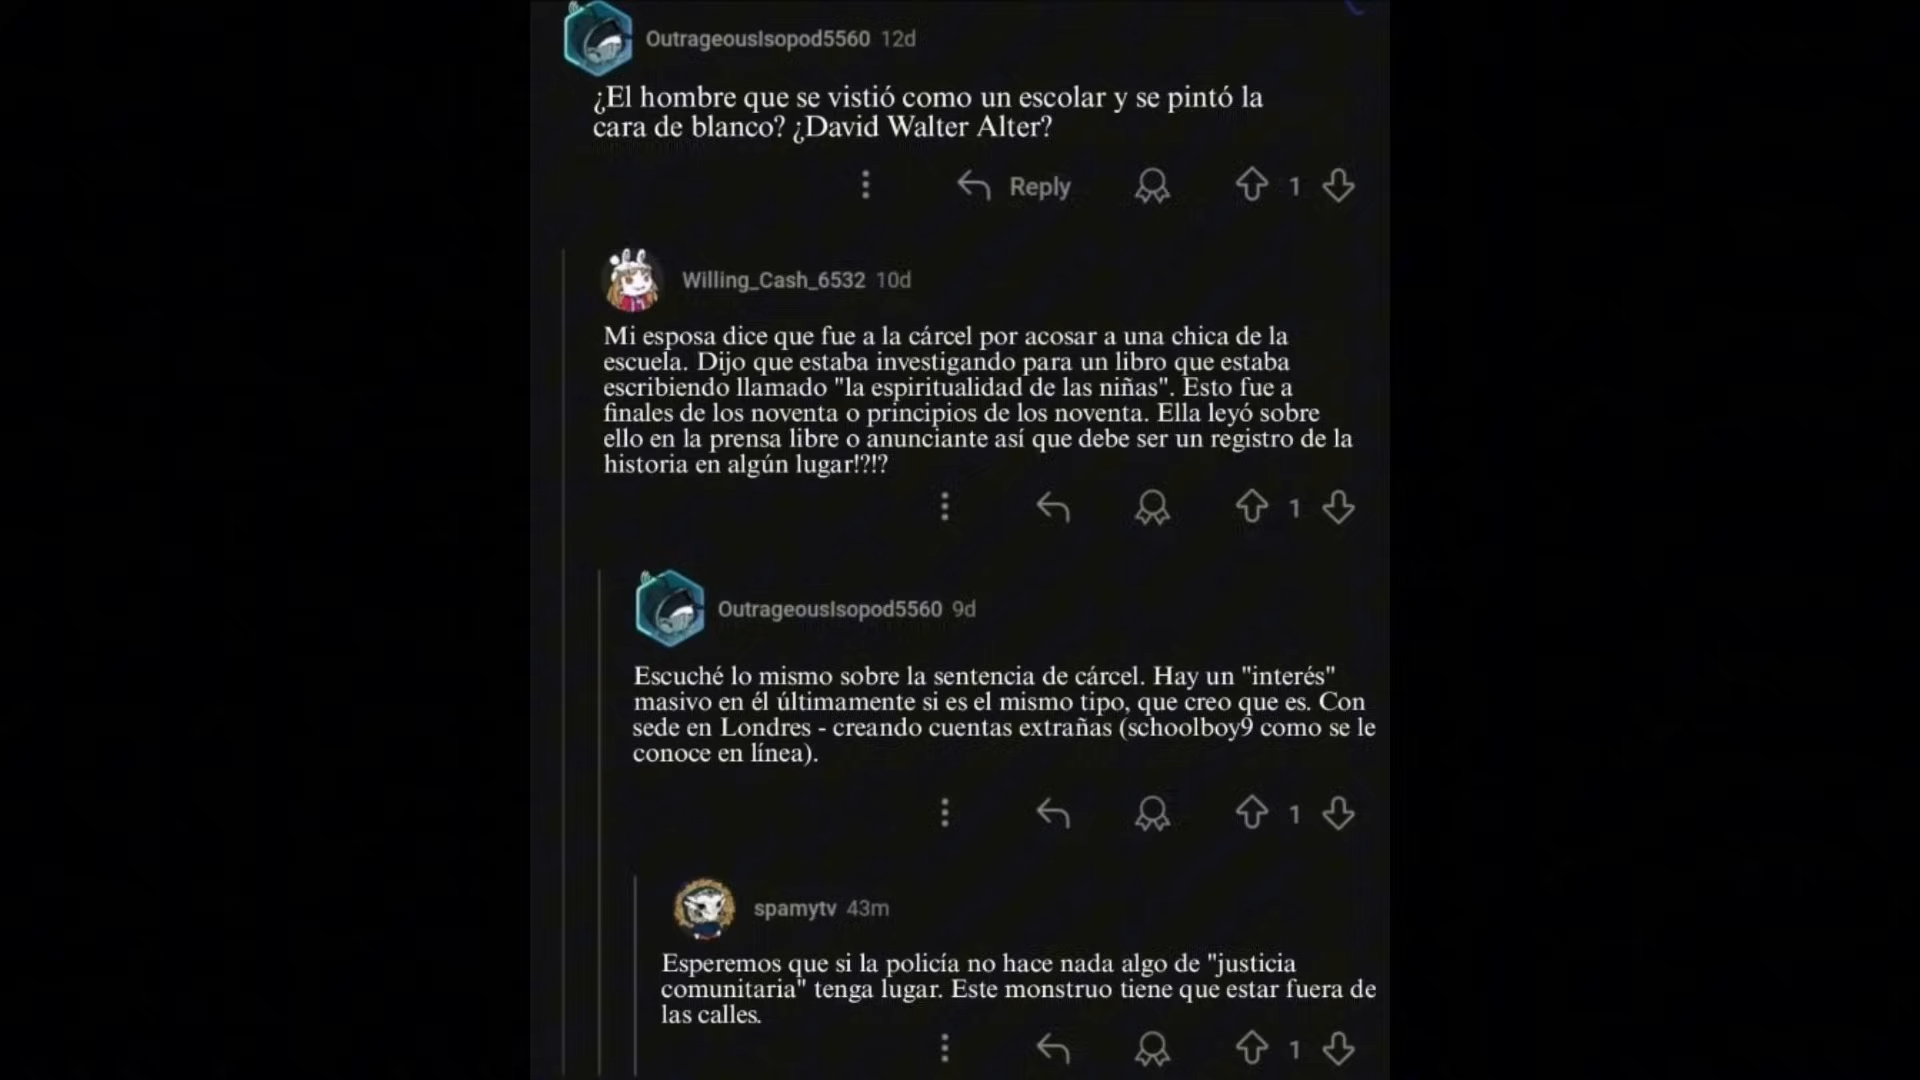 OutrageousIsopod5560 12d
¿El hombre que se vistió como un escolar y se pintó la
cara de blanco? ¿David Walter Alter?
Reply 1
Willing_Cash_6532 10d
Mi esposa dice que fue a la cárcel por acosar a una chica de la
escuela. Dijo que estaba investigando para un libro que estaba
escribiendo llamado "la espiritualidad de las niñas". Esto fue a
finales de los noventa o principios de los noventa. Ella leyó sobre
ello en la prensa libre o anunciante así que debe ser un registro de la
historia en algún lugar!?!?
1
OutrageousIsopod5560 9d
Escuché lo mismo sobre la sentencia de cárcel. Hay un "interés"
masivo en él últimamente si es el mismo tipo, que creo que es. Con
sede en Londres - creando cuentas extrañas (schoolboy9 como se le
conoce en línea).
1
spamytv 43m
Esperemos que si la policía no hace nada algo de "justicia
comunitaria" tenga lugar. Este monstruo tiene que estar fuera de
las calles.
1